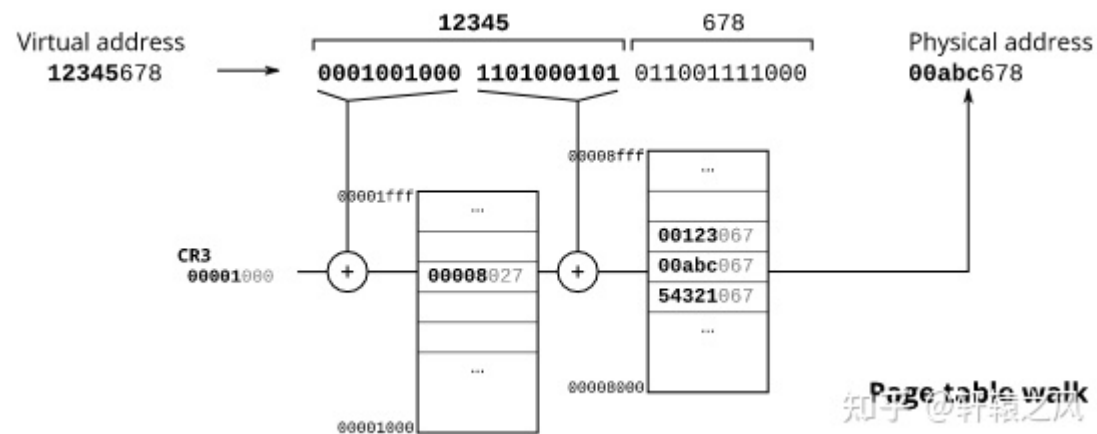 12345 678
Virtual address
12345678
0001001000 1101000101 011001111000
Physical address
00abc678
00008fff
...
00001fff
...
00123067
CR3
00001000
+
00008027
+
00abc067
54321067
...
...
00008000
Page table walk
知乎 @轩辕之风
00001000